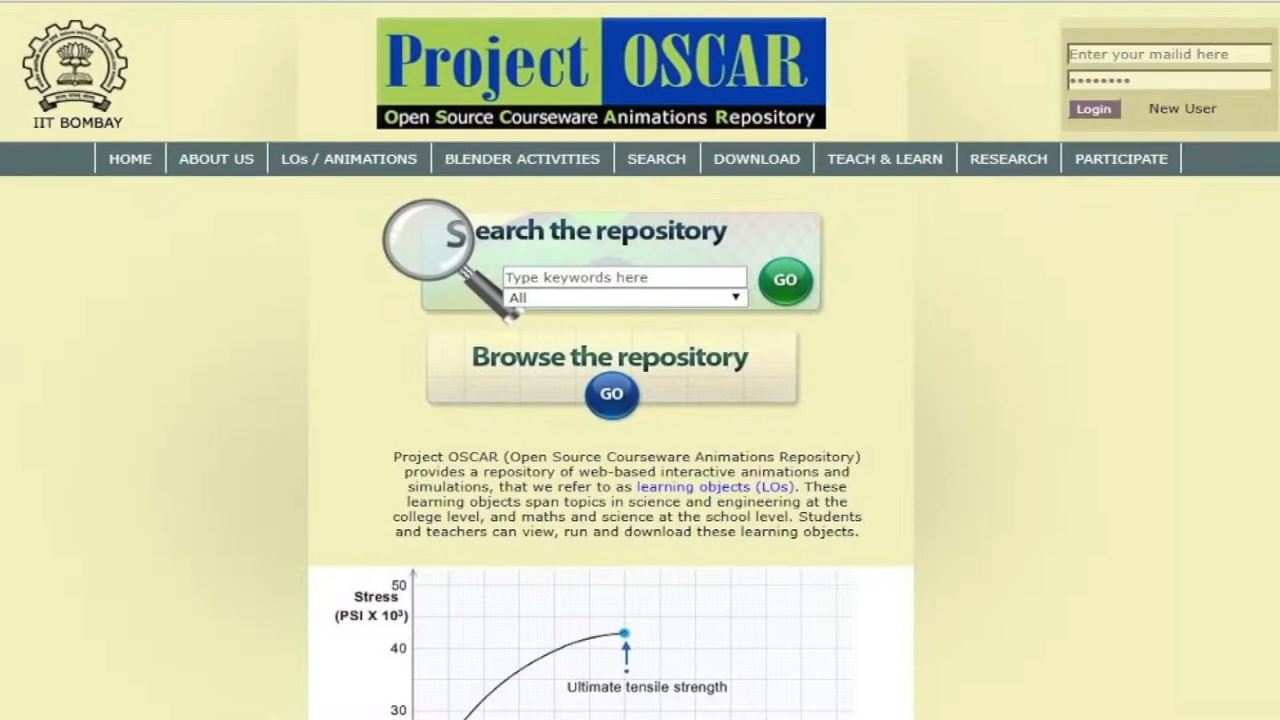 IIT BOMBAY
Project OSCAR
Open Source Courseware Animations Repository
Enter your mailid here
Login New User
HOME ABOUT US LOs / ANIMATIONS BLENDER ACTIVITIES SEARCH DOWNLOAD TEACH & LEARN RESEARCH PARTICIPATE
Search the repository
Type keywords here
All
GO
Browse the repository
GO
Project OSCAR (Open Source Courseware Animations Repository)
provides a repository of web-based interactive animations and
simulations, that we refer to as learning objects (LOs). These
learning objects span topics in science and engineering at the
college level, and maths and science at the school level. Students
and teachers can view, run and download these learning objects.
50
Stress
(PSI X 10³)
40
Ultimate tensile strength
30